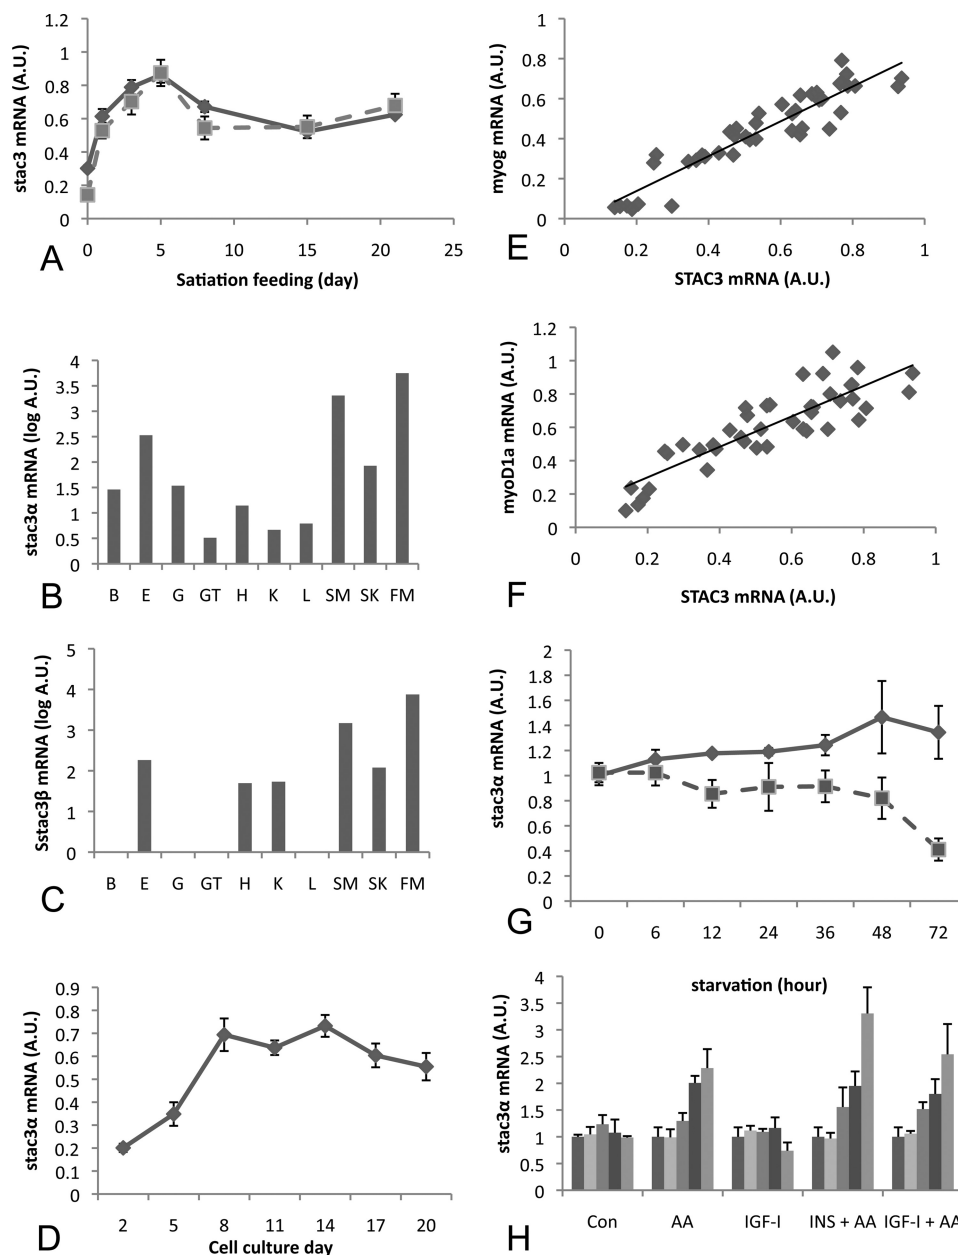 stac3 mRNA (A.U.)
1.2
1
0.8
0.6
0.4
0.2
0
0 5 10 15 20 25
Satiation feeding (day)
A
stac3α mRNA (log A.U.)
4
3.5
3
2.5
2
1.5
1
0.5
0
B E G GT H K L SM SK FM
B
Sstac3β mRNA (log A.U.)
5
4
3
2
1
0
B E G GT H K L SM SK FM
C
stac3α mRNA (A.U.)
0.9
0.8
0.7
0.6
0.5
0.4
0.3
0.2
0.1
0
2 5 8 11 14 17 20
Cell culture day
D
myog mRNA (A.U.)
1
0.8
0.6
0.4
0.2
0
0 0.2 0.4 0.6 0.8 1
STAC3 mRNA (A.U.)
E
myoD1a mRNA (A.U.)
1.2
1
0.8
0.6
0.4
0.2
0
0 0.2 0.4 0.6 0.8 1
STAC3 mRNA (A.U.)
F
stac3α mRNA (A.U.)
2
1.8
1.6
1.4
1.2
1
0.8
0.6
0.4
0.2
0
0 6 12 24 36 48 72
G
starvation (hour)
stac3α mRNA (A.U.)
4
3.5
3
2.5
2
1.5
1
0.5
0
Con AA IGF-I INS + AA IGF-I + AA
H